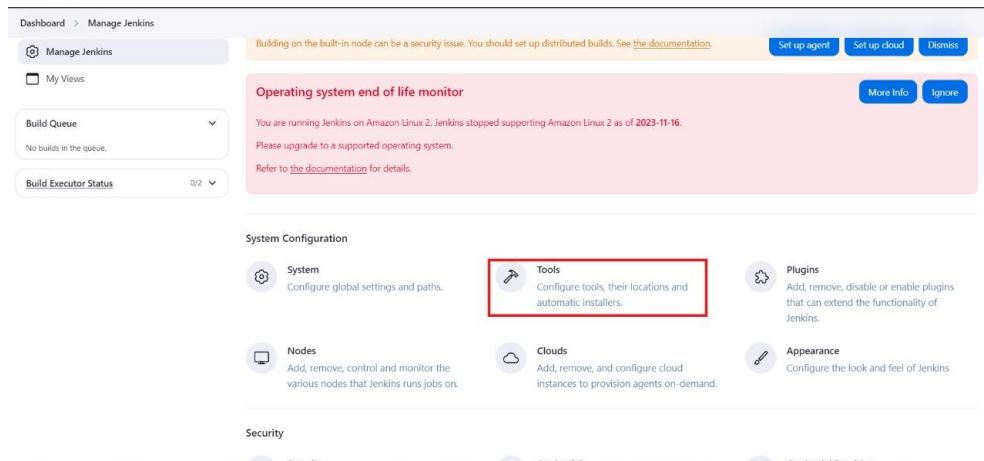 Dashboard > Manage Jenkins
Manage Jenkins
My Views
Build Queue
No builds in the queue.
Build Executor Status 0/2
Building on the built-in node can be a security issue. You should set up distributed builds. See the documentation.
Set up agent Set up cloud Dismiss
Operating system end of life monitor
More Info Ignore
You are running Jenkins on Amazon Linux 2. Jenkins stopped supporting Amazon Linux 2 as of 2023-11-16.
Please upgrade to a supported operating system.
Refer to the documentation for details.
System Configuration
System
Configure global settings and paths.
Tools
Configure tools, their locations and
automatic installers.
Plugins
Add, remove, disable or enable plugins
that can extend the functionality of
Jenkins.
Nodes
Add, remove, control and monitor the
various nodes that Jenkins runs jobs on.
Clouds
Add, remove, and configure cloud
instances to provision agents on-demand.
Appearance
Configure the look and feel of Jenkins
Security